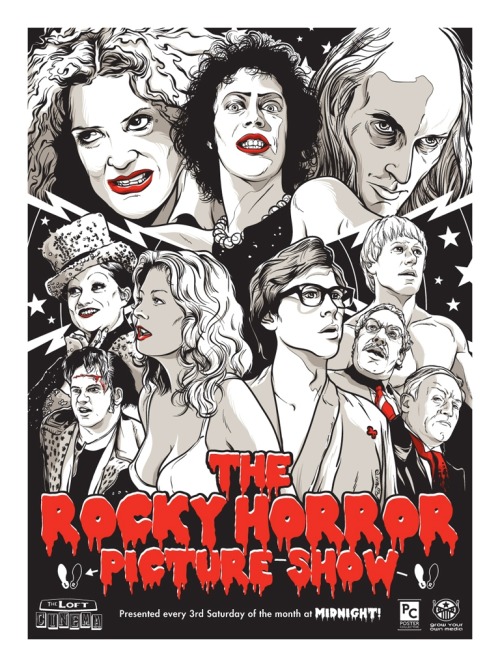 THE
ROCKY HORROR
PICTURE SHOW
THE LOFT
CINEMA
Presented every 3rd Saturday of the month at MIDNIGHT!
PC
POSTER
COLLECTIVE
grow your
own media